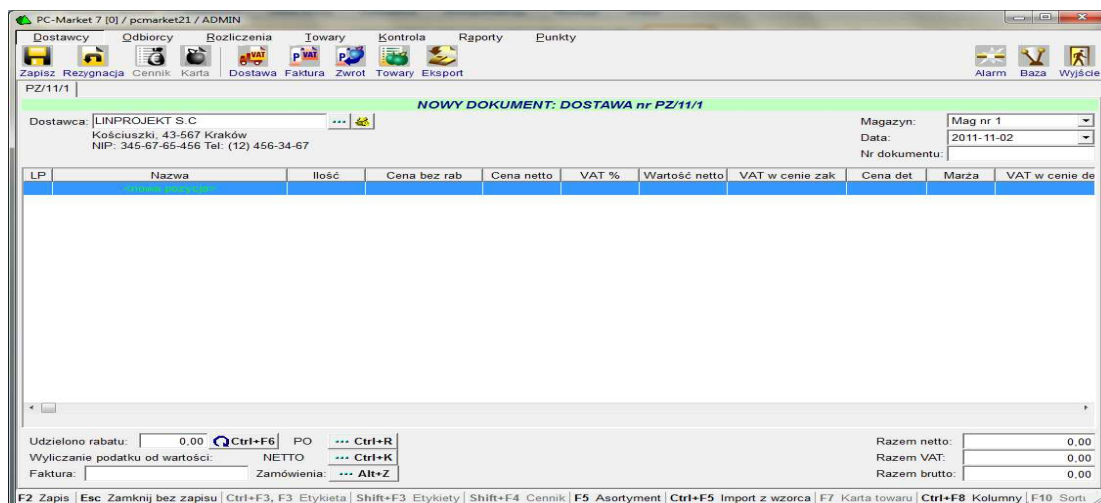 PC-Market 7 [0] / pcmarket21 / ADMIN
Dostawcy Odbiorcy Rozliczenia Towary Kontrola Raporty Punkty
Zapisz Rezygnacja Cennik Karta Dostawa Faktura Zwrot Towary Eksport Alarm Baza Wyjście
PZ/11/1
NOWY DOKUMENT: DOSTAWA nr PZ/11/1
Dostawca: LINPROJEKT S.C ... Magazyn: Mag nr 1
Kościuszki, 43-567 Kraków Data: 2011-11-02
NIP: 345-67-65-456 Tel: (12) 456-34-67
Nr dokumentu:
LP Nazwa Ilość Cena bez rab Cena netto VAT % Wartość netto VAT w cenie zak Cena det Marża VAT w cenie de
<nowa pozycja>
Udzielono rabatu: 0,00 Ctrl+F6 PO ... Ctrl+R Razem netto: 0,00
Wyliczanie podatku od wartości: NETTO ... Ctrl+K Razem VAT: 0,00
Faktura: Zamówienia: ... Alt+Z Razem brutto: 0,00
F2 Zapis Esc Zamknij bez zapisu Ctrl+F3, F3 Etykieta Shift+F3 Etykiety Shift+F4 Cennik F5 Asortyment Ctrl+F5 Import z wzorca F7 Karta towaru Ctrl+F8 Kolumny F10 Sortu